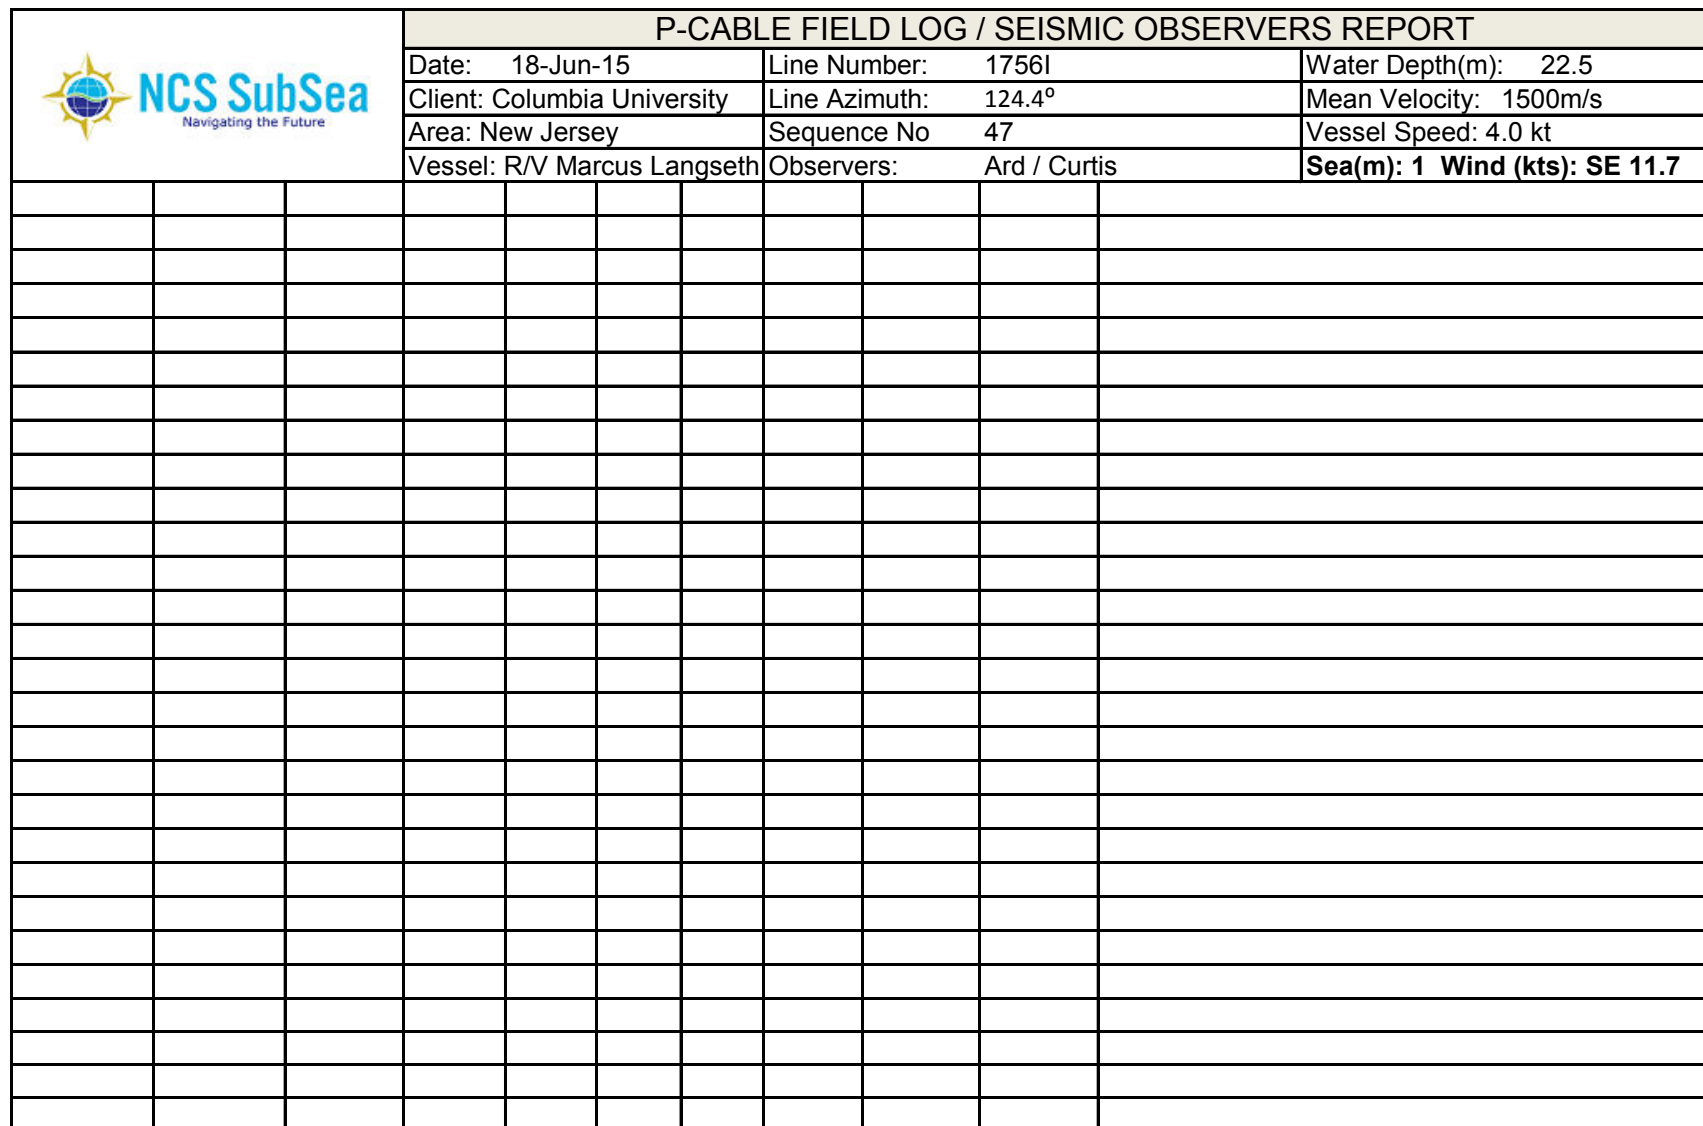 P-CABLE FIELD LOG / SEISMIC OBSERVERS REPORT
NCS SubSea
Navigating the Future
Date: 18-Jun-15 Line Number: 1756I Water Depth(m): 22.5
Client: Columbia University Line Azimuth: 124.4º Mean Velocity: 1500m/s
Area: New Jersey Sequence No 47 Vessel Speed: 4.0 kt
Vessel: R/V Marcus Langseth Observers: Ard / Curtis Sea(m): 1 Wind (kts): SE 11.7